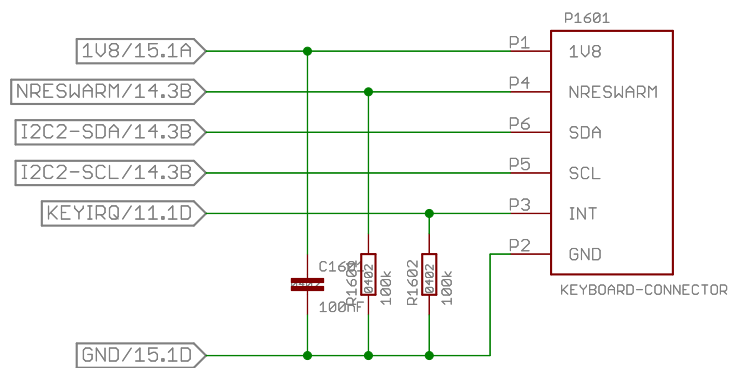 P1601
1V8/15.1A
P1
1V8
NRESWARM/14.3B
P4
NRESWARM
I2C2-SDA/14.3B
P6
SDA
I2C2-SCL/14.3B
P5
SCL
KEYIRQ/11.1D
P3
INT
P2
GND
C1601
100nF
0402
100k
R1602
0402
100k
KEYBOARD-CONNECTOR
GND/15.1D